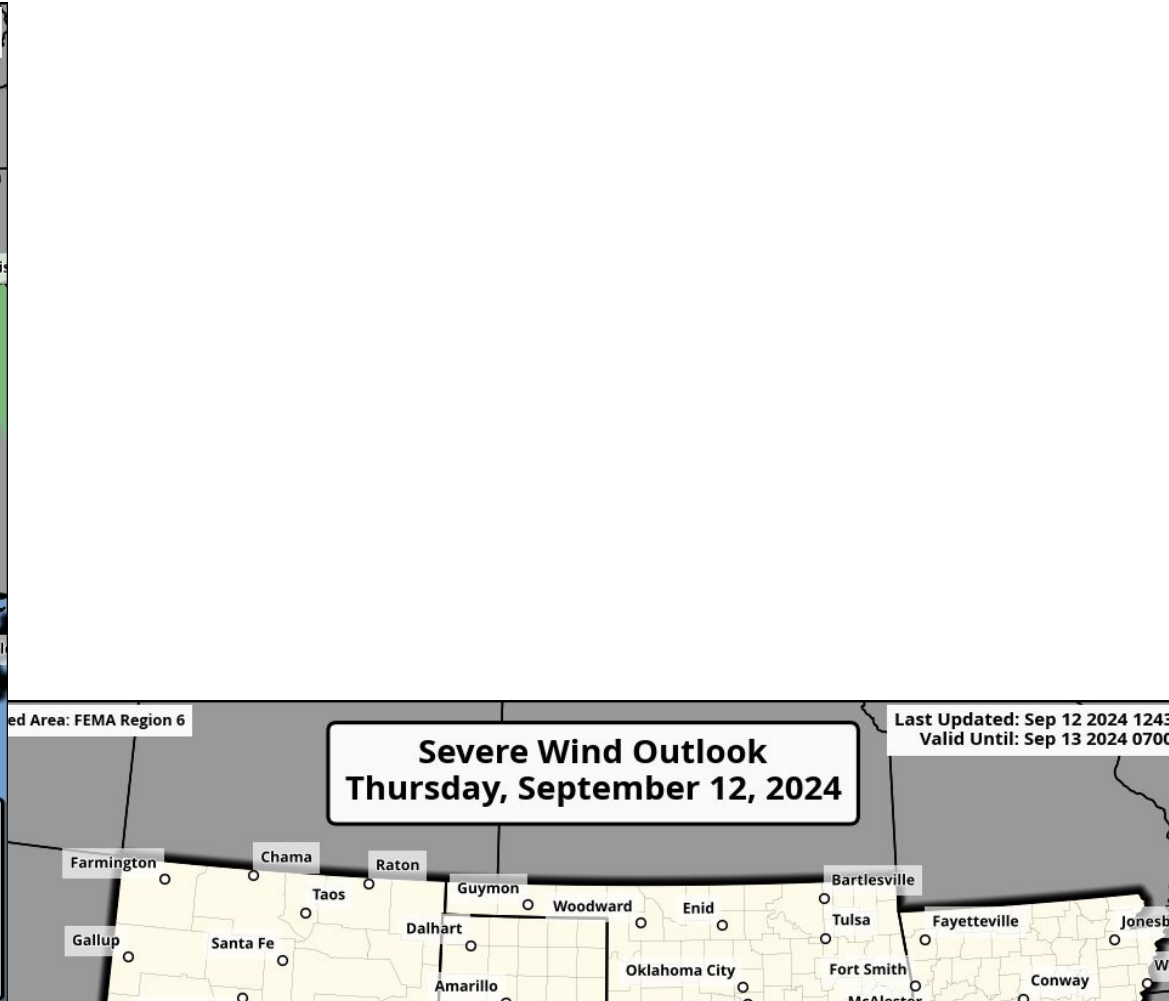 ed Area: FEMA Region 6
Severe Wind Outlook
Thursday, September 12, 2024
Last Updated: Sep 12 2024 1243
Valid Until: Sep 13 2024 0700
Farmington
Chama
Raton
Taos
Guymon
Woodward
Enid
Bartlesville
Tulsa
Fayetteville
Jonesb
Gallup
Santa Fe
Dalhart
Oklahoma City
Fort Smith
W
Amarillo
Conway
McAlester